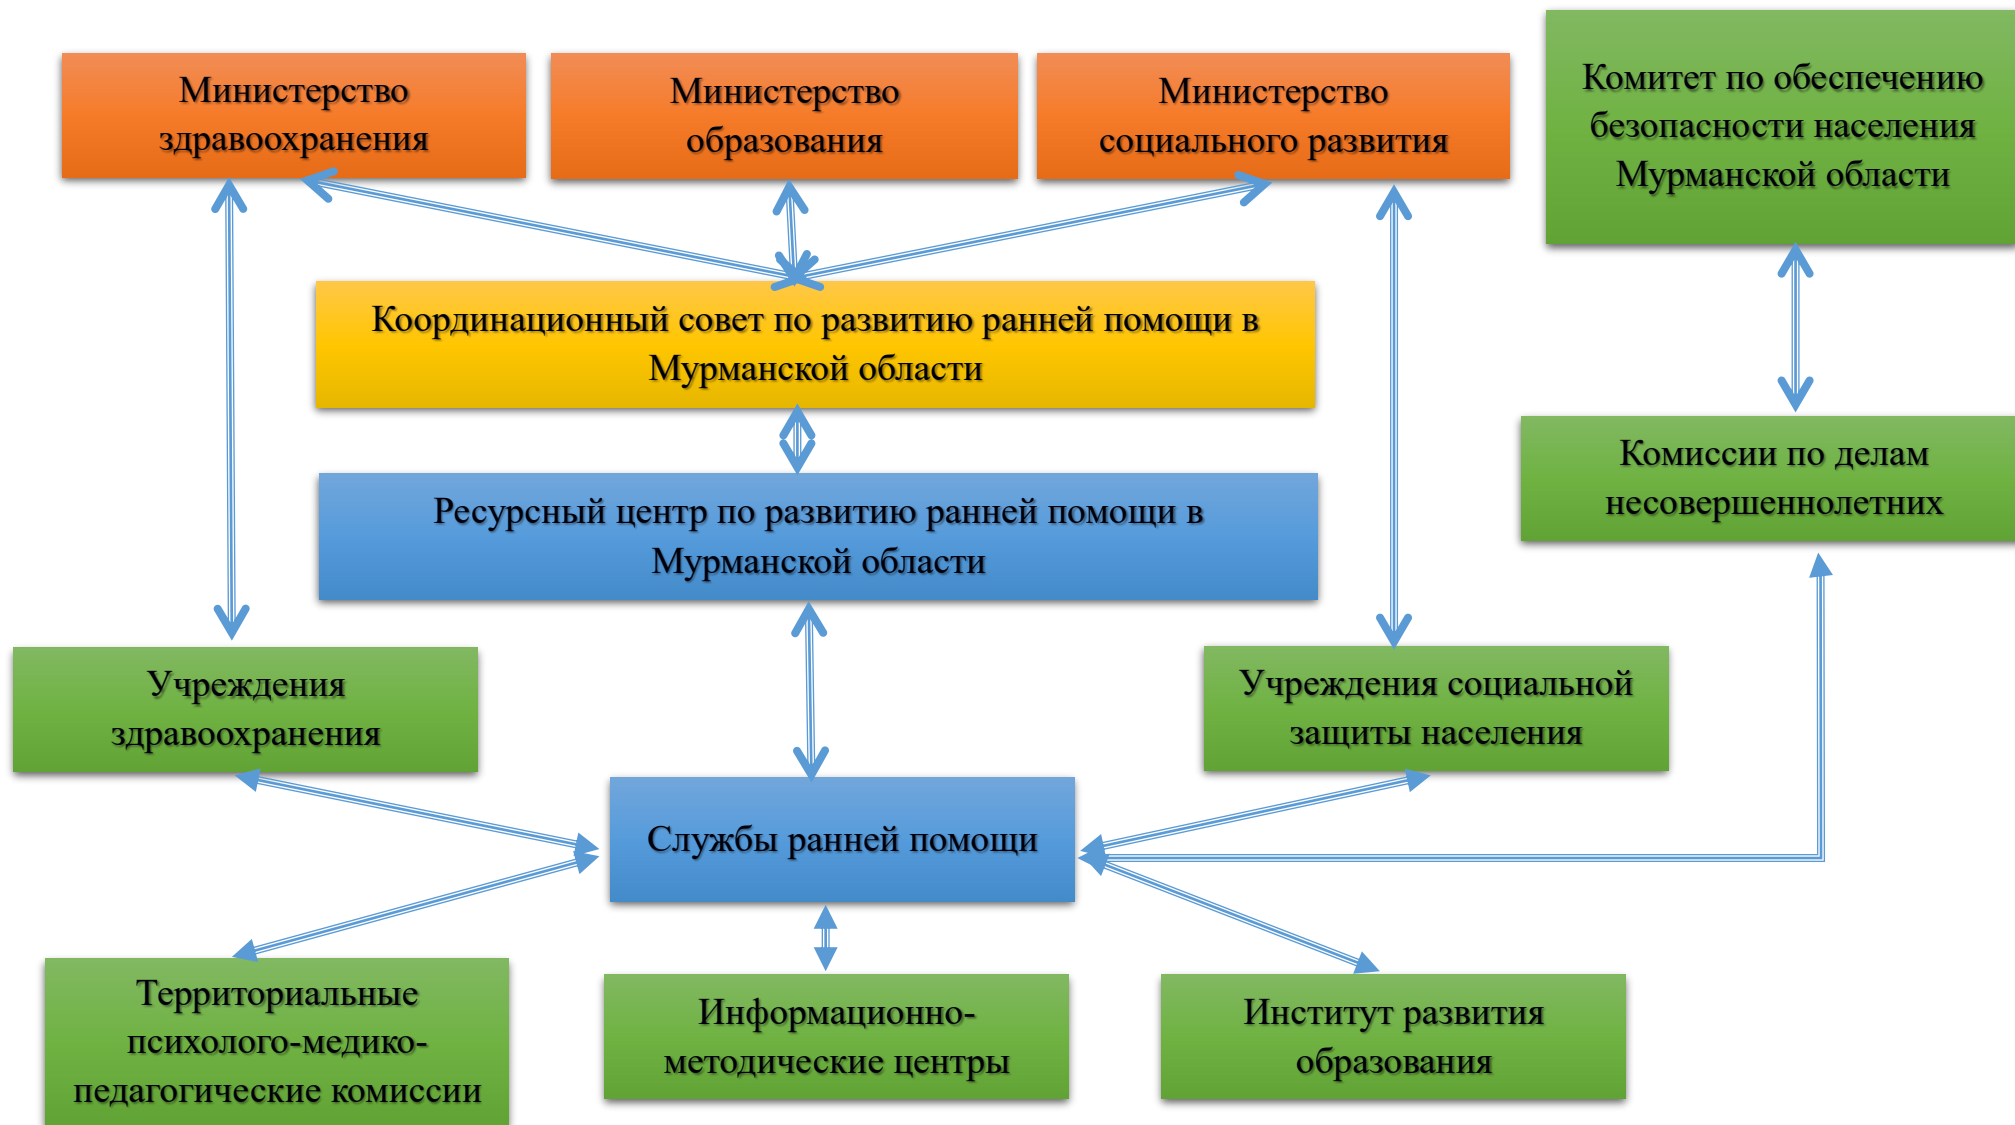 Министерство
здравоохранения
Министерство
образования
Министерство
социального развития
Комитет по обеспечению
безопасности населения
Мурманской области
Координационный совет по развитию ранней помощи в
Мурманской области
Комиссии по делам
несовершеннолетних
Ресурсный центр по развитию ранней помощи в
Мурманской области
Учреждения
здравоохранения
Учреждения социальной
защиты населения
Службы ранней помощи
Территориальные
психолого-медико-
педагогические комиссии
Информационно-
методические центры
Институт развития
образования